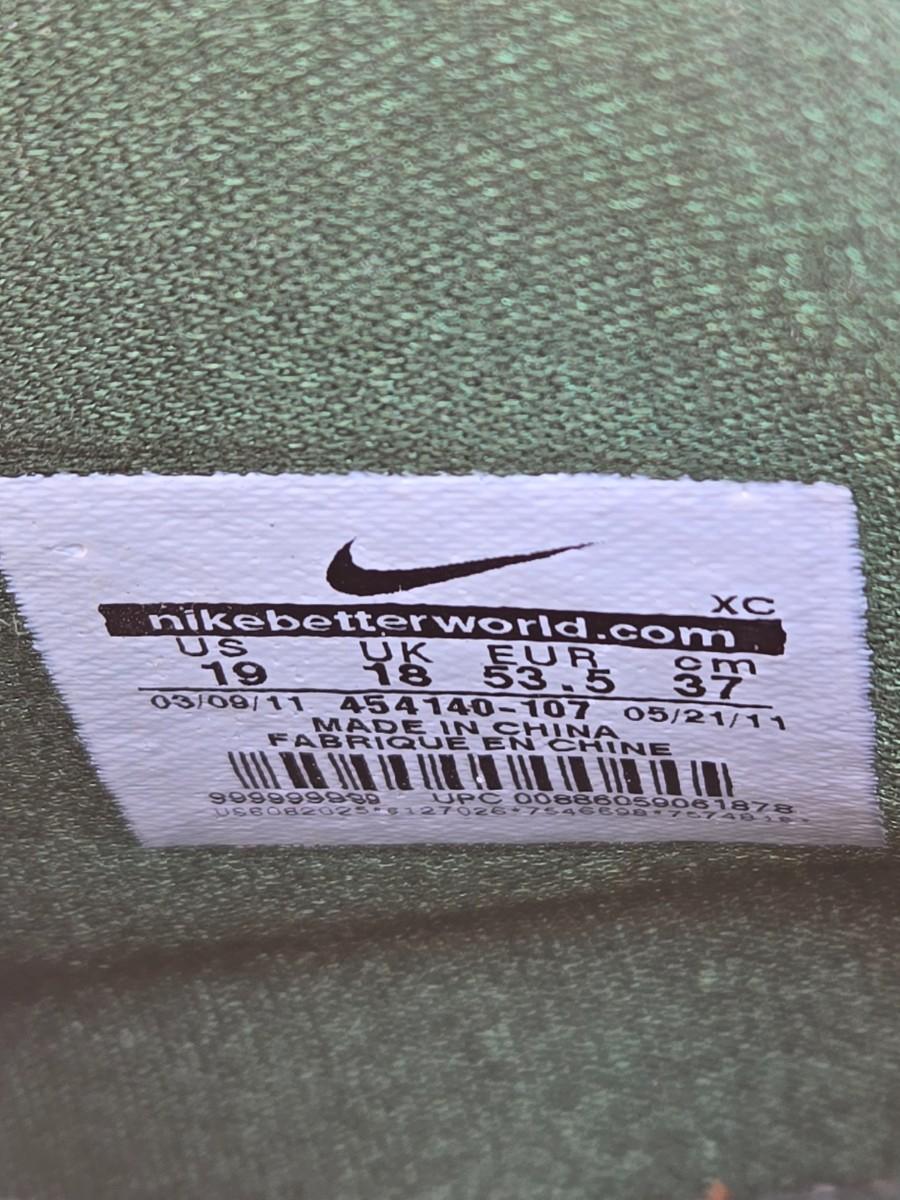 XC
nikebetterworld.com
US UK EUR cm
19 18 53.5 37
03/09/11 454140-107 05/21/11
MADE IN CHINA
FABRIQUE EN CHINE
999999999 UPC 00886059061878